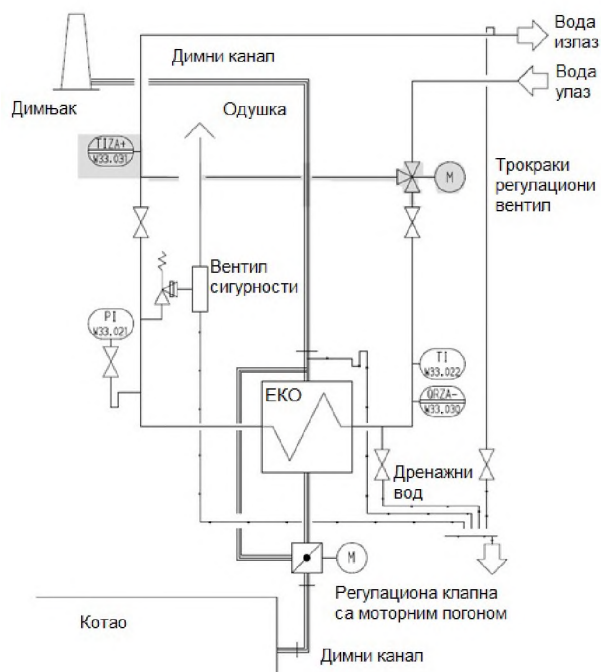 Вода
излаз
Димни канал
Вода
улаз
Димњак
Одушка
TIZA+
W33.031
M
Трокраки
регулациони
вентил
Вентил
сигурности
PI
W33.021
TI
W33.022
ЕКО
QRZA-
W33.030
Дренажни
вод
M
Регулациона клапна
са моторним погоном
Котао
Димни канал